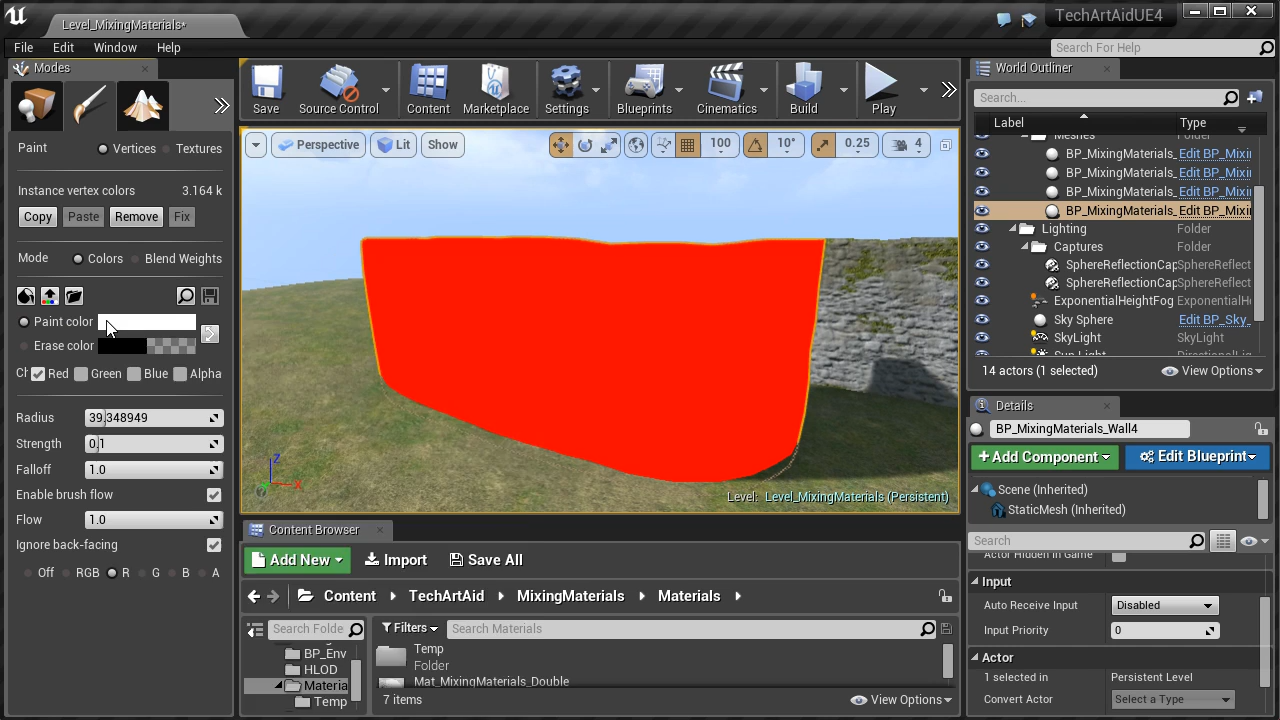 Level_MixingMaterials*
TechArtAidUE4
File Edit Window Help
Search For Help
Modes
Paint Vertices Textures
Instance vertex colors 3.164 k
Copy Paste Remove Fix
Mode Colors Blend Weights
Paint color
Erase color
Red Green Blue Alpha
Radius 39.348949
Strength 0.1
Falloff 1.0
Enable brush flow
Flow 1.0
Ignore back-facing
Off RGB R G B A
Save Source Control Content Marketplace Settings Blueprints Cinematics Build Play
Perspective Lit Show 100 10° 0.25 4
Z
X
Level: Level_MixingMaterials (Persistent)
Content Browser
Add New Import Save All
Content TechArtAid MixingMaterials Materials
Search Folde Filters Search Materials
BP_Env
HLOD
Materia
Temp
Temp
Folder
Mat_MixingMaterials_Double
7 items View Options
World Outliner
Search...
Label Type
Meshes Folder
BP_MixingMaterials_ Edit BP_Mixi
BP_MixingMaterials_ Edit BP_Mixi
BP_MixingMaterials_ Edit BP_Mixi
BP_MixingMaterials_ Edit BP_Mixi
Lighting Folder
Captures Folder
SphereReflectionCap SphereReflect
SphereReflectionCap SphereReflect
ExponentialHeightFog ExponentialHe
Sky Sphere Edit BP_Sky_
SkyLight SkyLight
Sun Light DirectionalLig
14 actors (1 selected) View Options
Details
BP_MixingMaterials_Wall4
+ Add Component Edit Blueprint
Scene (Inherited)
StaticMesh (Inherited)
Search
Actor Hidden In Game
Input
Auto Receive Input Disabled
Input Priority 0
Actor
1 selected in Persistent Level
Convert Actor Select a Type